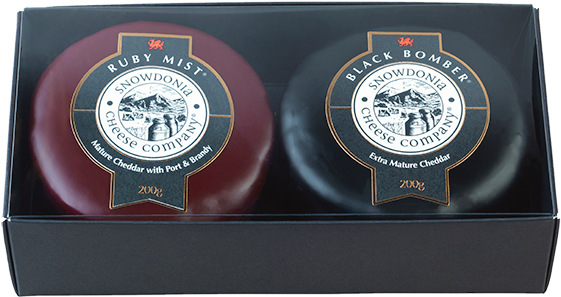 RUBY MIST®
SNOWDONIA
CHEESE COMPANY®
Mature Cheddar with Port & Brandy
200g
BLACK BOMBER®
SNOWDONIA
CHEESE COMPANY®
Extra Mature Cheddar
200g